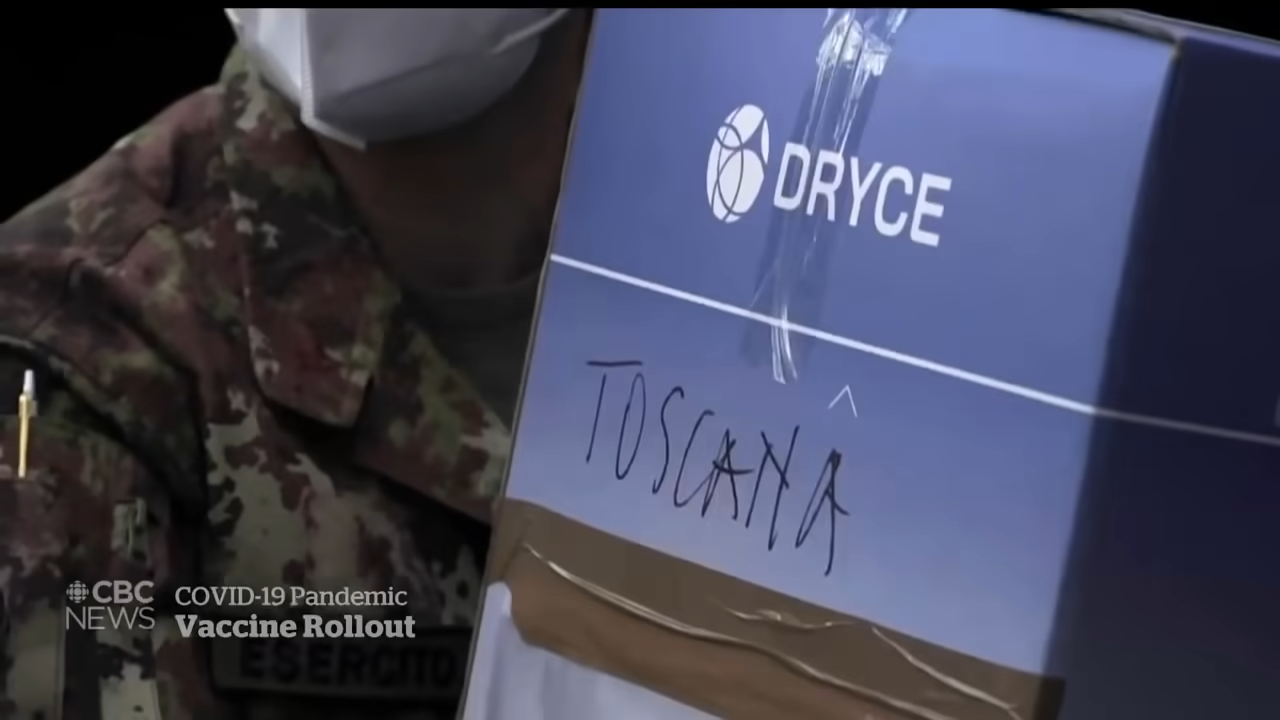 DRYCE
TOSCANA
CBC
NEWS
COVID-19 Pandemic
Vaccine Rollout
ESERCITO